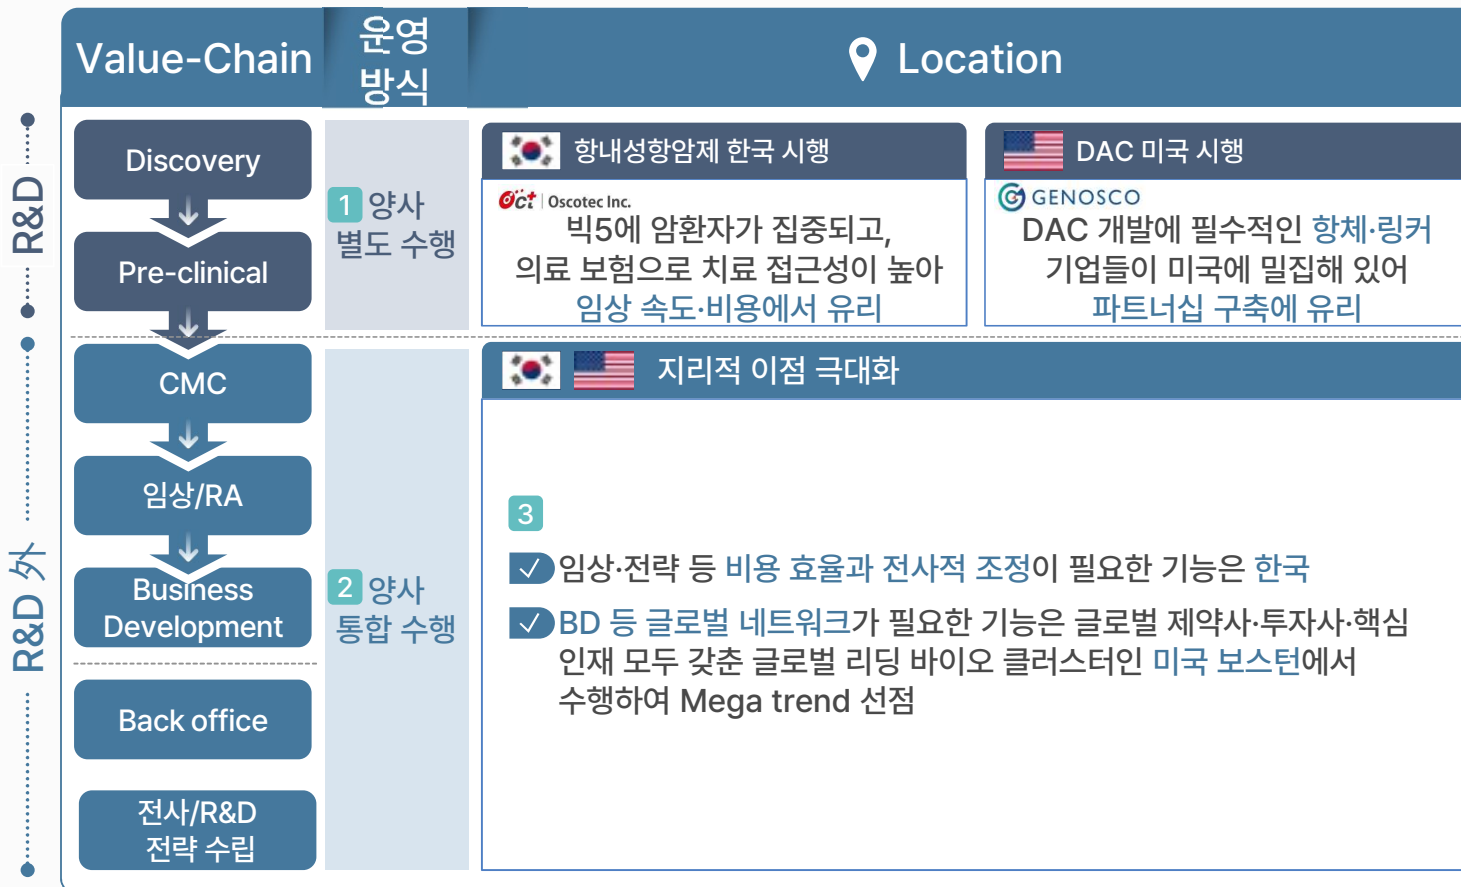 Value-Chain
운영
방식
Location
R&D
Discovery
Pre-clinical
1 양사
별도 수행
항내성항암제 한국 시행
Oct Oscotec Inc.
빅5에 암환자가 집중되고,
의료 보험으로 치료 접근성이 높아
임상 속도·비용에서 유리
DAC 미국 시행
GENOSCO
DAC 개발에 필수적인 항체·링커
기업들이 미국에 밀집해 있어
파트너십 구축에 유리
R&D 外
CMC
임상/RA
Business
Development
Back office
전사/R&D
전략 수립
2 양사
통합 수행
지리적 이점 극대화
3
임상·전략 등 비용 효율과 전사적 조정이 필요한 기능은 한국
BD 등 글로벌 네트워크가 필요한 기능은 글로벌 제약사·투자사·핵심
인재 모두 갖춘 글로벌 리딩 바이오 클러스터인 미국 보스턴에서
수행하여 Mega trend 선점